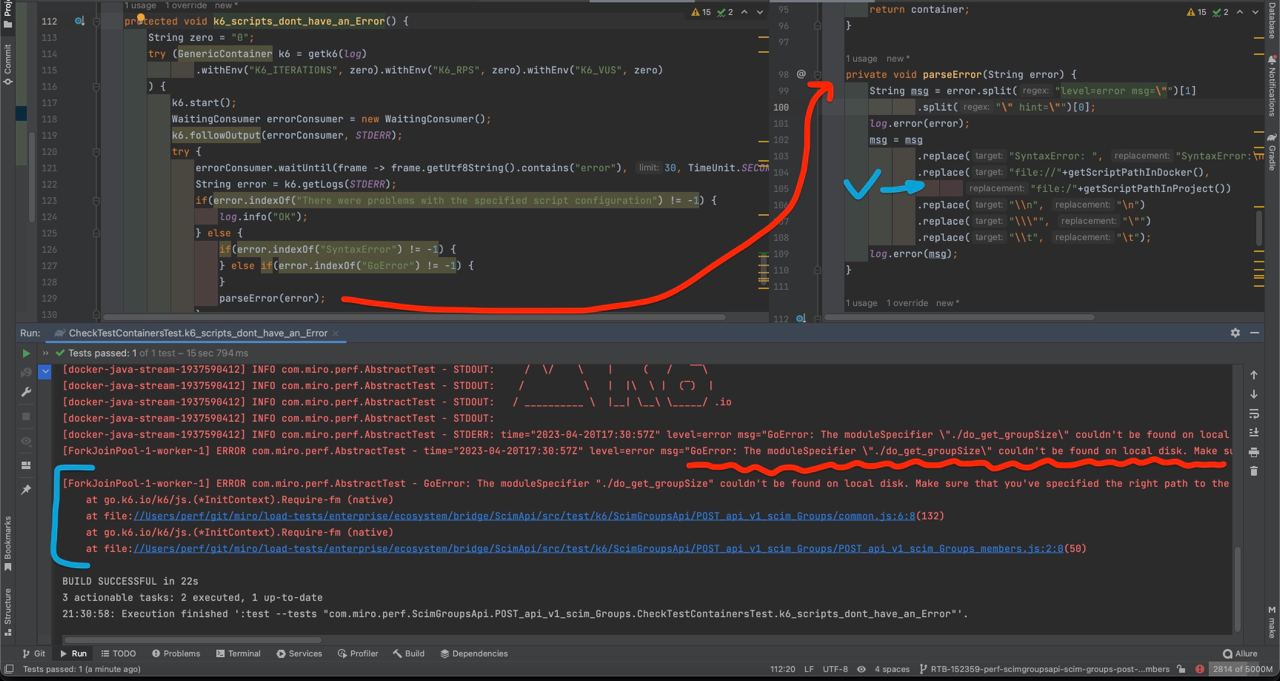 1 usage 1 override new *
112 protected void k6_scripts_dont_have_an_Error() {
113 String zero = "0";
114 try (GenericContainer k6 = getk6(log)
115 .withEnv("K6_ITERATIONS", zero).withEnv("K6_RPS", zero).withEnv("K6_VUS", zero)
116 ) {
117 k6.start();
118 WaitingConsumer errorConsumer = new WaitingConsumer();
119 k6.followOutput(errorConsumer, STDERR);
120 try {
121 errorConsumer.waitUntil(frame -> frame.getUtf8String().contains("error"), limit: 30, TimeUnit.SECO
122 String error = k6.getLogs(STDERR);
123 if(error.indexOf("There were problems with the specified script configuration") != -1) {
124 log.info("OK");
125 } else {
126 if(error.indexOf("SyntaxError") != -1) {
127 } else if(error.indexOf("GoError") != -1) {
128 }
129 parseError(error);
130
15 2
95 return container;
96 }
97
15 2
1 usage new *
98 @ private void parseError(String error) {
99 String msg = error.split( regex: "level=error msg=\"")[1]
100 .split( regex: "\" hint=\"")[0];
101 log.error(error);
102 msg = msg
103 .replace( target: "SyntaxError: ", replacement: "SyntaxError:\n
104 .replace( target: "file://"+getScriptPathInDocker(),
105 replacement: "file:/"+getScriptPathInProject())
106 .replace( target: "\\n", replacement: "\n")
107 .replace( target: "\\\"", replacement: "\"")
108 .replace( target: "\\t", replacement: "\t");
109 log.error(msg);
110 }
111
1 usage 1 override new *
112
Proj
Commit
Bookmarks
Structure
Database
Notifications
Gradle
make
Run: CheckTestContainersTest.k6_scripts_dont_have_an_Error
Tests passed: 1 of 1 test – 15 sec 794 ms
[docker-java-stream-1937590412] INFO com.miro.perf.AbstractTest - STDOUT: / \/ \ | ( / ‾‾\
[docker-java-stream-1937590412] INFO com.miro.perf.AbstractTest - STDOUT: / \ | |\ \ | (‾) |
[docker-java-stream-1937590412] INFO com.miro.perf.AbstractTest - STDOUT: / __________ \ |__| \__\ \_____/ .io
[docker-java-stream-1937590412] INFO com.miro.perf.AbstractTest - STDOUT:
[docker-java-stream-1937590412] INFO com.miro.perf.AbstractTest - STDERR: time="2023-04-20T17:30:57Z" level=error msg="GoError: The moduleSpecifier \"./do_get_groupSize\" couldn't be found on local
[ForkJoinPool-1-worker-1] ERROR com.miro.perf.AbstractTest - time="2023-04-20T17:30:57Z" level=error msg="GoError: The moduleSpecifier \"./do_get_groupSize\" couldn't be found on local disk. Make su
[ForkJoinPool-1-worker-1] ERROR com.miro.perf.AbstractTest - GoError: The moduleSpecifier "./do_get_groupSize" couldn't be found on local disk. Make sure that you've specified the right path to the
at go.k6.io/k6/js.(*InitContext).Require-fm (native)
at file://Users/perf/git/miro/load-tests/enterprise/ecosystem/bridge/ScimApi/src/test/k6/ScimGroupsApi/POST_api_v1_scim_Groups/common.js:6:8(132)
at go.k6.io/k6/js.(*InitContext).Require-fm (native)
at file://Users/perf/git/miro/load-tests/enterprise/ecosystem/bridge/ScimApi/src/test/k6/ScimGroupsApi/POST_api_v1_scim_Groups/POST_api_v1_scim_Groups_members.js:2:0(50)
BUILD SUCCESSFUL in 22s
3 actionable tasks: 2 executed, 1 up-to-date
21:30:58: Execution finished ':test --tests "com.miro.perf.ScimGroupsApi.POST_api_v1_scim_Groups.CheckTestContainersTest.k6_scripts_dont_have_an_Error"'.
Git Run TODO Problems Terminal Services Profiler Build Dependencies Allure
Tests passed: 1 (a minute ago) 112:20 LF UTF-8 4 spaces RTB-152359-perf-scimgroupsapi-scim-groups-post-...mbers 2814 of 5000M